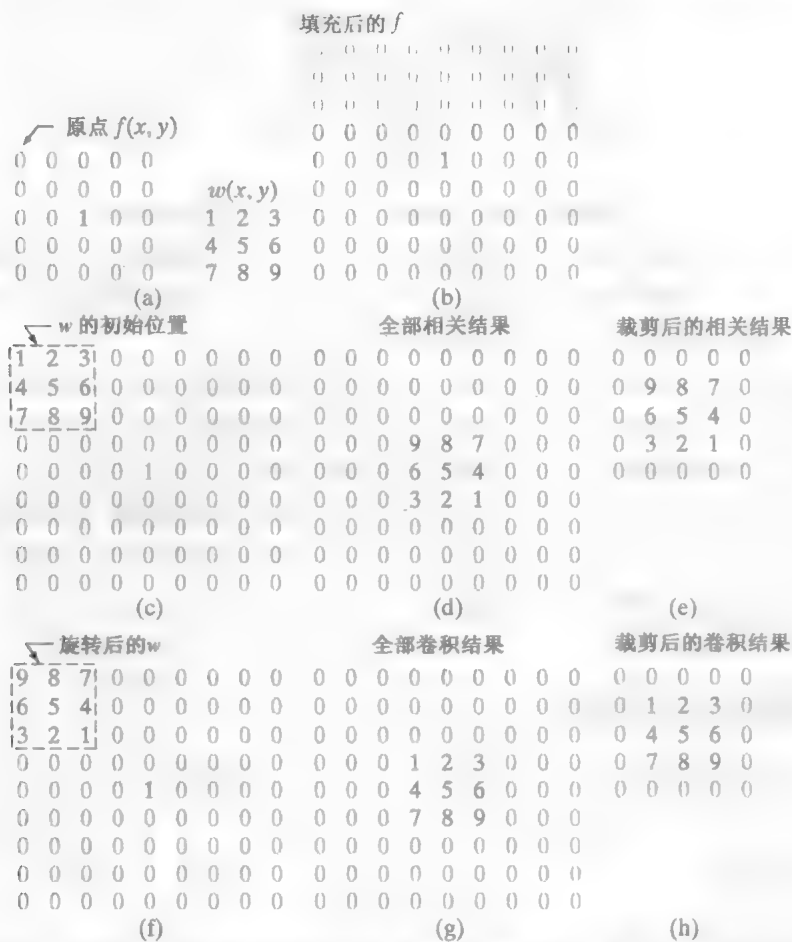 填充后的 f
0 0 0 0 0 0 0
0 0 0 0
0 0 0
原点 f(x, y)
0 0 0 0 0 0 0 0 0
0 0 0 0 0
0 0 0 0 1 0 0 0 0
0 0 0 0 0
w(x, y)
0 0 0 0 0 0 0 0 0
0 0 1 0 0
1 2 3
0 0 0 0 0 0 0 0 0
0 0 0 0 0
4 5 6
0 0 0 0 0 0 0 0 0
0 0 0 0 0
7 8 9
0 0 0 0 0 0 0 0 0
(a)
(b)
w 的初始位置
全部相关结果
裁剪后的相关结果
1 2 3 0 0 0 0 0 0 0 0 0 0 0 0 0 0 0 0 0 0 0 0
4 5 6 0 0 0 0 0 0 0 0 0 0 0 0 0 0 0 0 9 8 7 0
7 8 9 0 0 0 0 0 0 0 0 0 0 0 0 0 0 0 0 6 5 4 0
0 0 0 0 0 0 0 0 0 0 0 0 9 8 7 0 0 0 0 3 2 1 0
0 0 0 0 1 0 0 0 0 0 0 0 6 5 4 0 0 0 0 0 0 0 0
0 0 0 0 0 0 0 0 0 0 0 0 3 2 1 0 0 0
0 0 0 0 0 0 0 0 0 0 0 0 0 0 0 0 0 0
0 0 0 0 0 0 0 0 0 0 0 0 0 0 0 0 0 0
0 0 0 0 0 0 0 0 0 0 0 0 0 0 0 0 0 0
(c)
(d)
(e)
旋转后的w
全部卷积结果
裁剪后的卷积结果
9 8 7 0 0 0 0 0 0 0 0 0 0 0 0 0 0 0 0 0 0 0 0
6 5 4 0 0 0 0 0 0 0 0 0 0 0 0 0 0 0 0 1 2 3 0
3 2 1 0 0 0 0 0 0 0 0 0 0 0 0 0 0 0 0 4 5 6 0
0 0 0 0 0 0 0 0 0 0 0 0 1 2 3 0 0 0 0 7 8 9 0
0 0 0 0 1 0 0 0 0 0 0 0 4 5 6 0 0 0 0 0 0 0 0
0 0 0 0 0 0 0 0 0 0 0 0 7 8 9 0 0 0
0 0 0 0 0 0 0 0 0 0 0 0 0 0 0 0 0 0
0 0 0 0 0 0 0 0 0 0 0 0 0 0 0 0 0 0
0 0 0 0 0 0 0 0 0 0 0 0 0 0 0 0 0 0
(f)
(g)
(h)